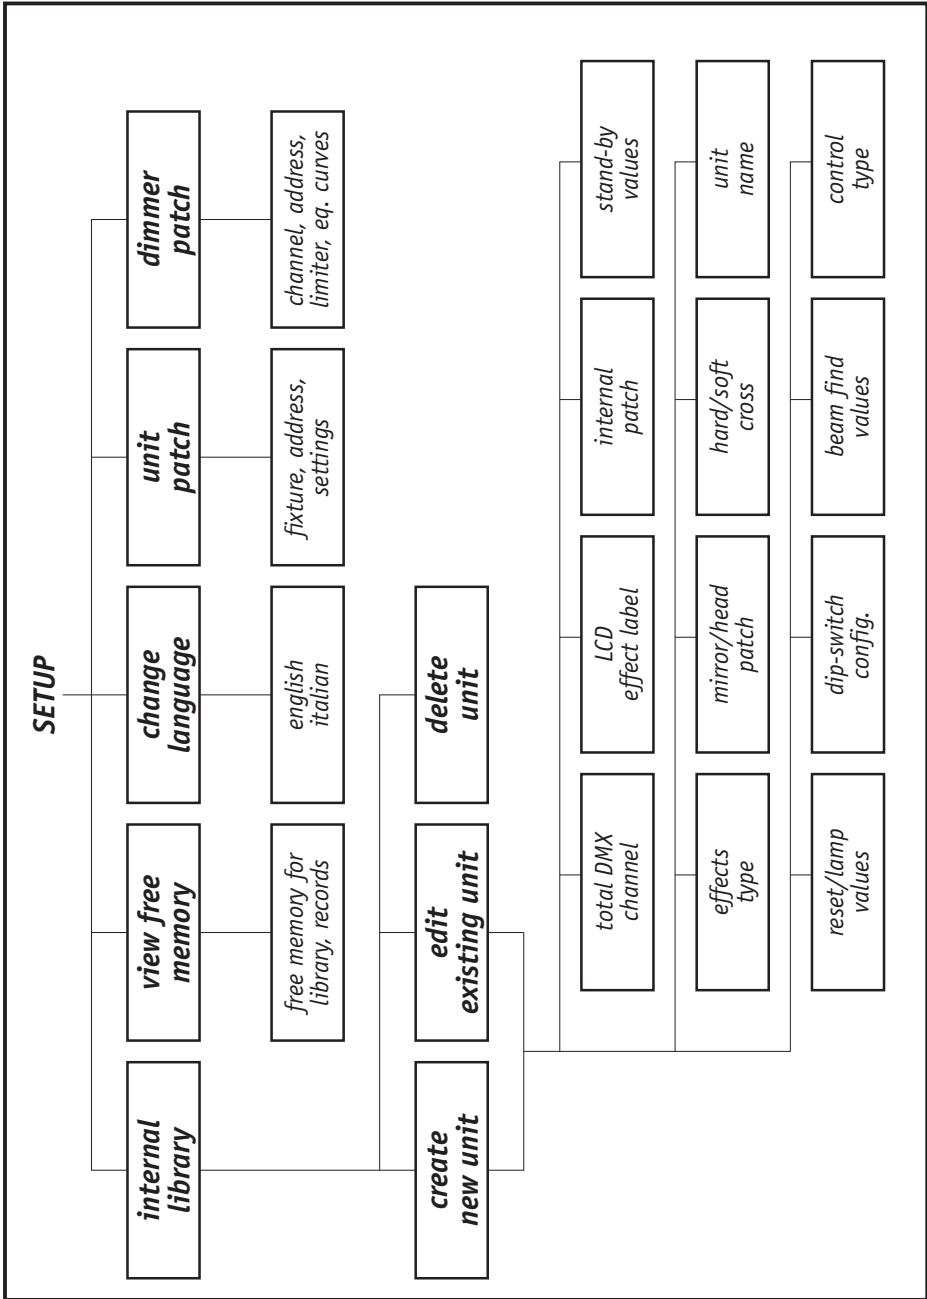 SETUP
internal
library
view free
memory
change
language
unit
patch
dimmer
patch
free memory for
library, records
english
italian
fixture, address,
settings
channel, address,
limiter, eq. curves
create
new unit
edit
existing unit
delete
unit
total DMX
channel
LCD
effect label
internal
patch
stand-by
values
effects
type
mirror/head
patch
hard/soft
cross
unit
name
reset/lamp
values
dip-switch
config.
beam find
values
control
type